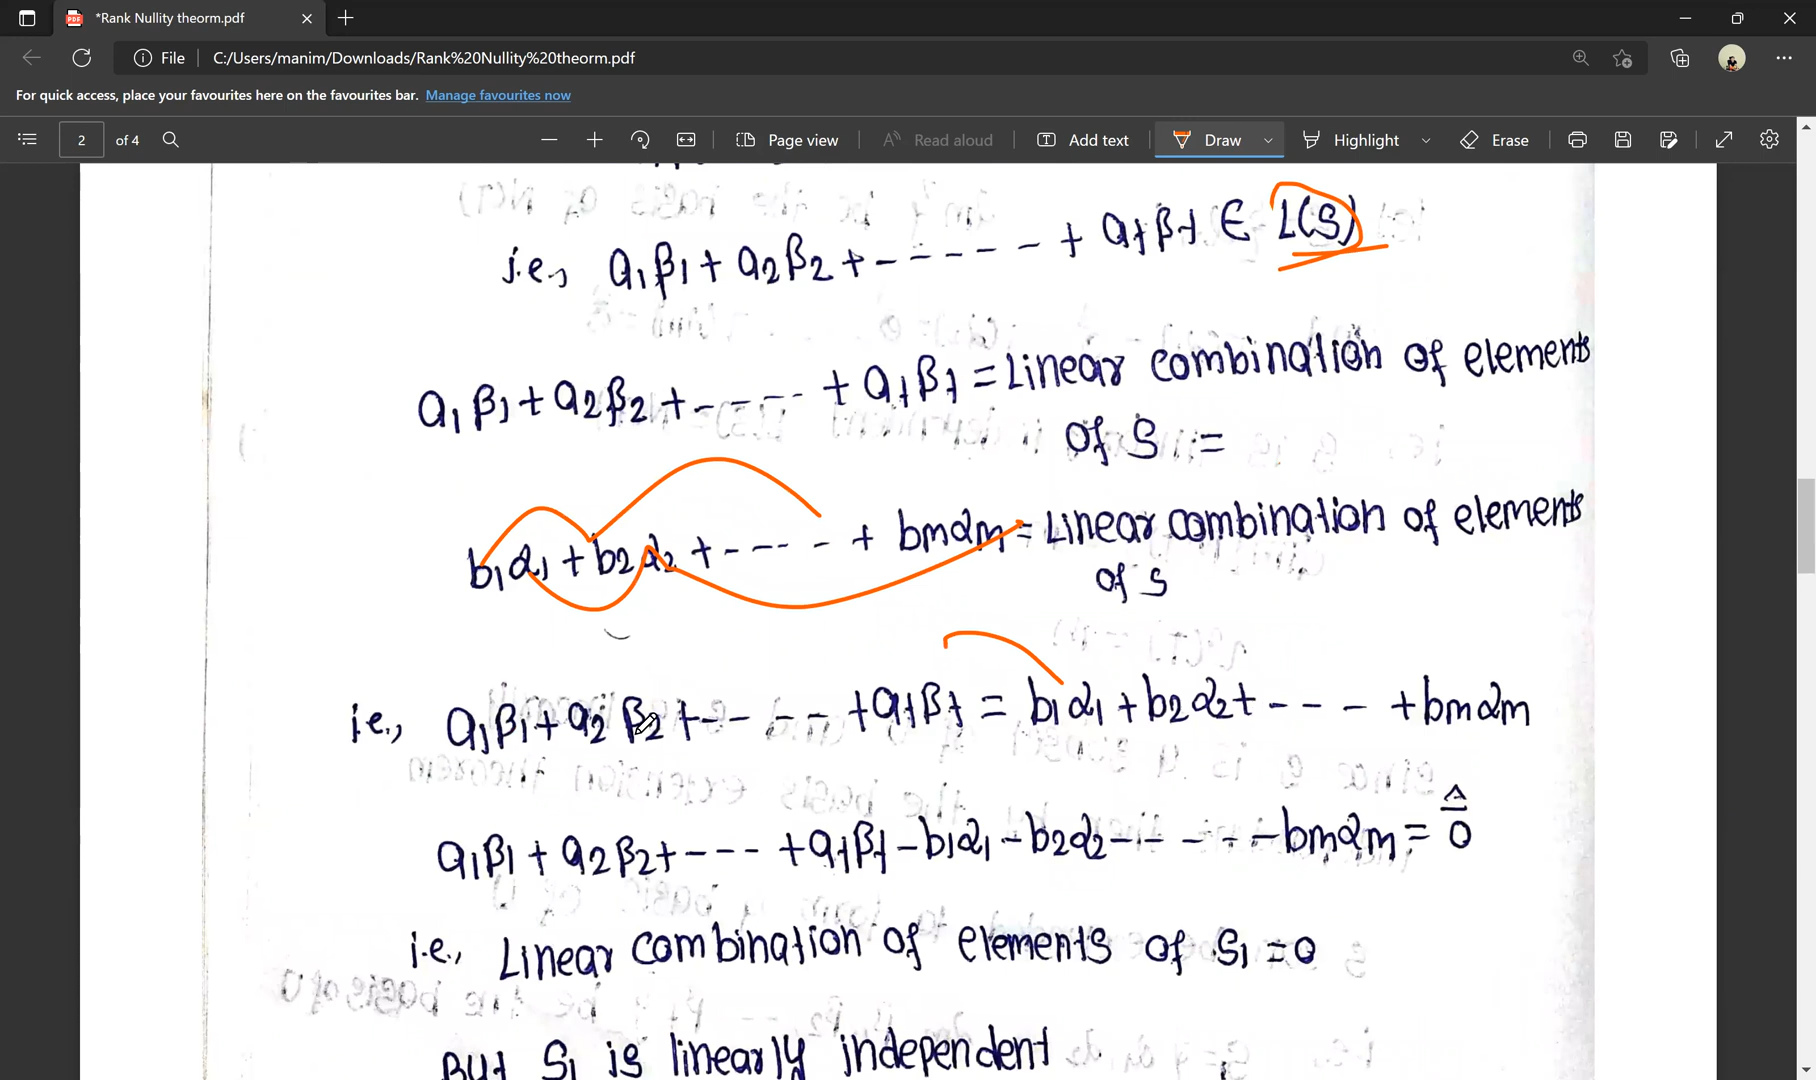 *Rank Nullity theorm.pdf
File C:/Users/manim/Downloads/Rank%20Nullity%20theorm.pdf
For quick access, place your favourites here on the favourites bar. Manage favourites now
2 of 4 Page view Read aloud Add text Draw Highlight Erase
i.e., a₁β₁ + a₂β₂ + ------ + aₜβₜ ∈ L(S)
a₁β₁ + a₂β₂ + ----- + aₜβₜ = Linear combination of elements
of S :=
b₁α₁ + b₂α₂ + ----- + bmαm = Linear combination of elements
of S
i.e., a₁β₁ + a₂β₂ + ---- + aₜβₜ = b₁α₁ + b₂α₂ + --- + bmαm
a₁β₁ + a₂β₂ + --- + aₜβₜ - b₁α₁ - b₂α₂ ----- - bmαm = 0̂
i.e., Linear combination of elements of S₁ = 0
But S₁ is linearly independent